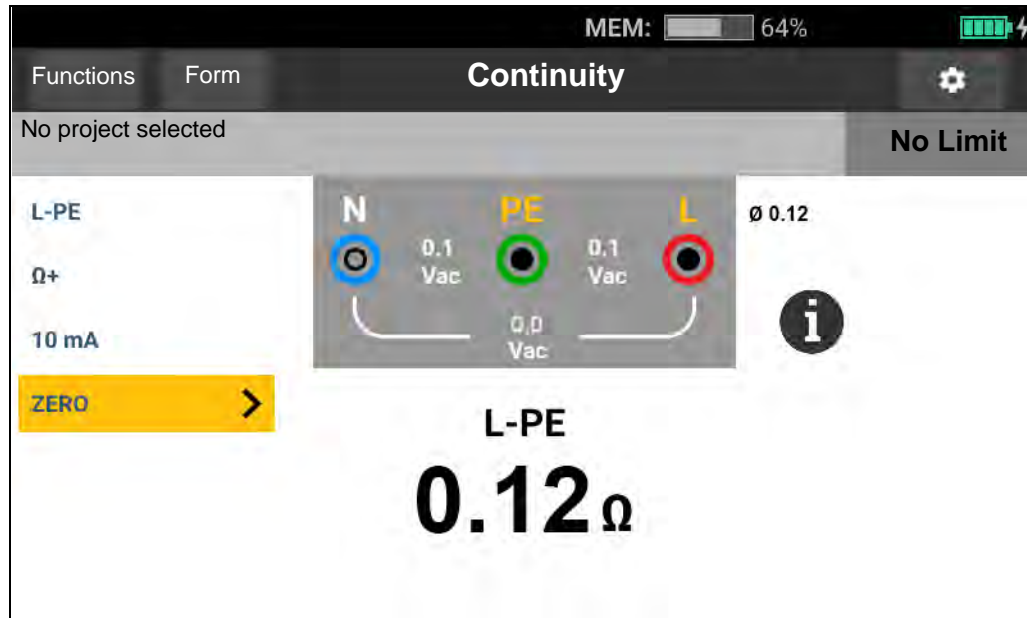 MEM: 64%
Functions Form Continuity
No project selected
No Limit
L-PE
Ω+
10 mA
ZERO
N PE L
0.1 Vac
0.1 Vac
0.0 Vac
Ø 0.12
i
L-PE
0.12 Ω